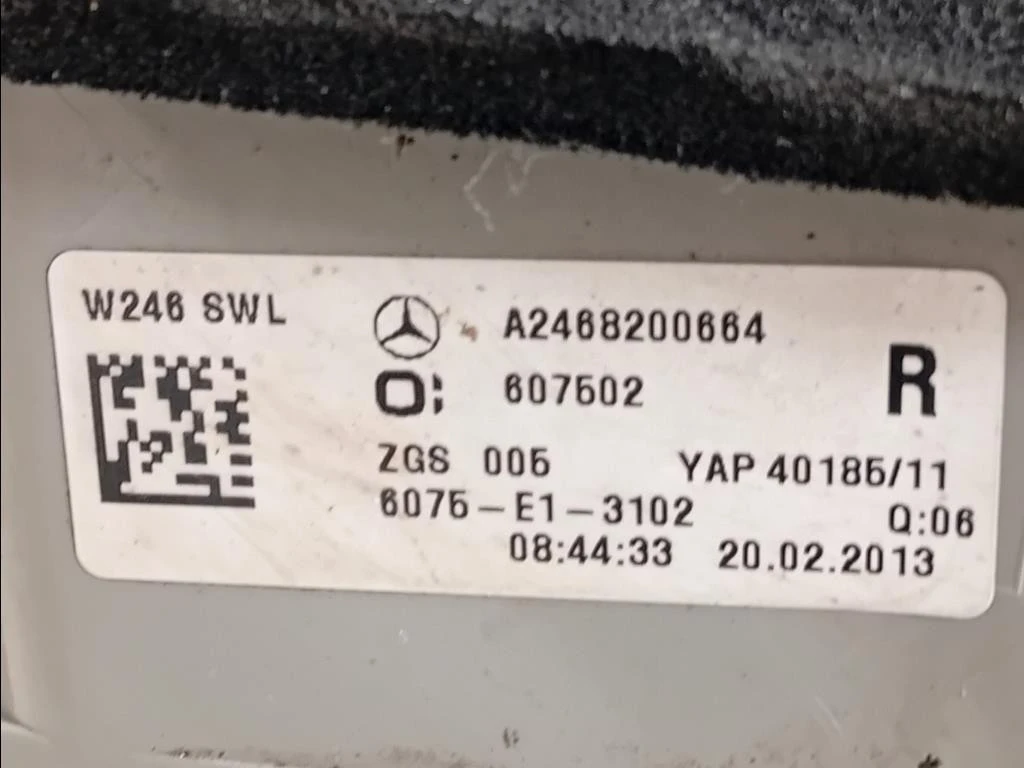 W246 SWL
A2468200664
R
607502
ZGS 005
YAP 40185/11
6075-E1-3102
Q:06
08:44:33 20.02.2013